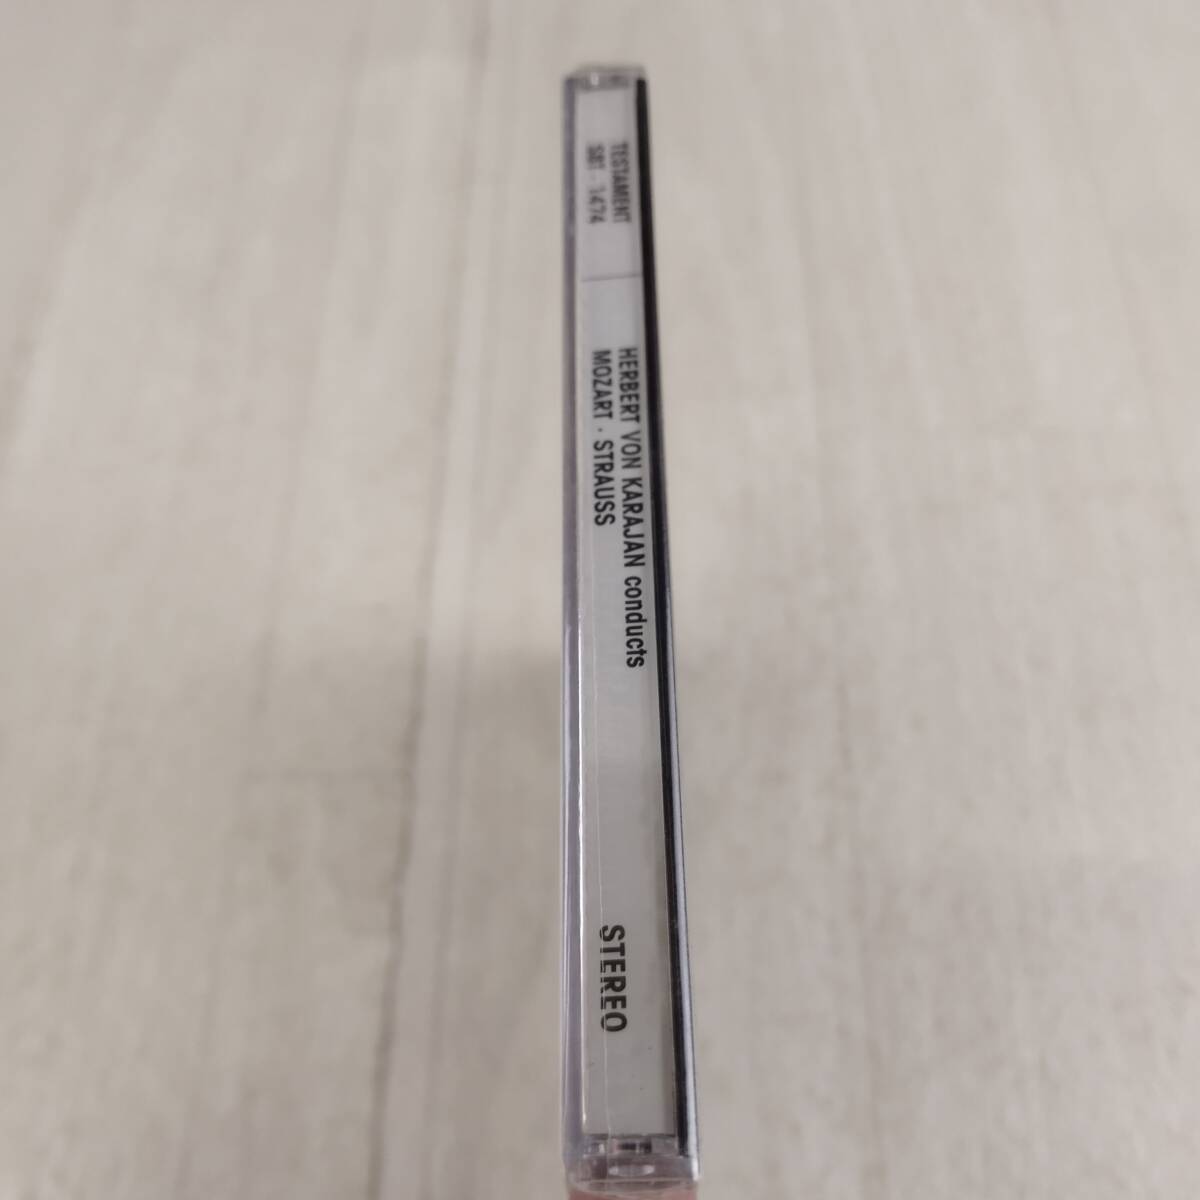 TESTAMENT
SBT · 1474
HERBERT VON KARAJAN conducts
MOZART · STRAUSS
STEREO